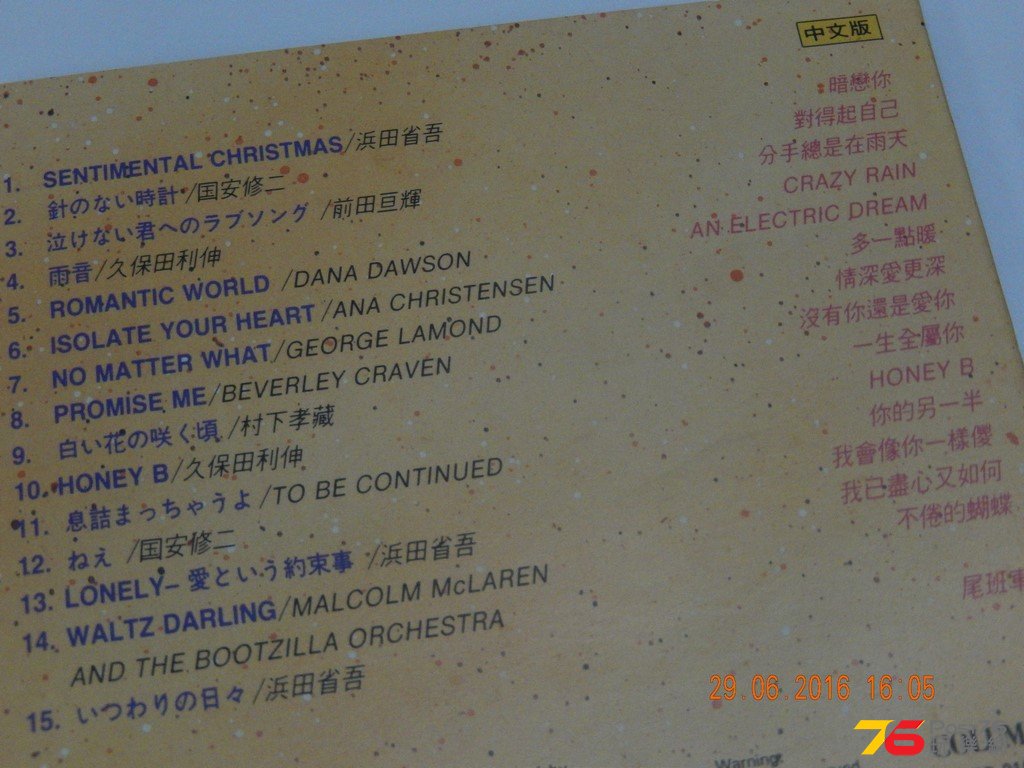 中文版
1. SENTIMENTAL CHRISTMAS/浜田省吾 暗戀你
2. 針のない時計/国安修二 對得起自己
3. 泣けない君へのラブソング /前田亘輝 分手總是在雨天
4. 雨音/久保田利伸 CRAZY RAIN
5. ROMANTIC WORLD /DANA DAWSON AN ELECTRIC DREAM
6. ISOLATE YOUR HEART/ANA CHRISTENSEN 多一點暖
7. NO MATTER WHAT/GEORGE LAMOND 情深愛更深
8. PROMISE ME/BEVERLEY CRAVEN 沒有你還是愛你
9. 白い花の咲く頃 /村下孝蔵 一生全屬你
10. HONEY B/久保田利伸 HONEY B
11. 息詰まっちゃうよ/TO BE CONTINUED 你的另一半
12. ねえ /国安修二 我會像你一樣傻
13. LONELY–愛という約束事 /浜田省吾 我已盡心又如何
14. WALTZ DARLING/MALCOLM McLAREN 不倦的蝴蝶
AND THE BOOTZILLA ORCHESTRA
15. いつわりの日々/浜田省吾 尾班車
29.06.2016 16:05
76
Warning: